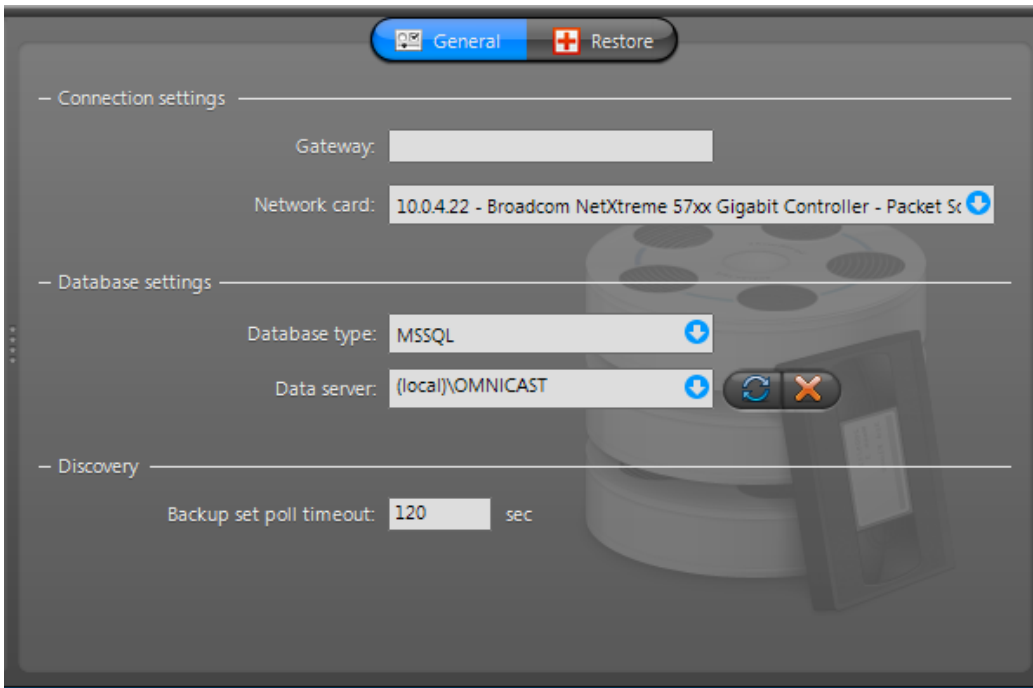 General Restore
Connection settings
Gateway:
Network card: 10.0.4.22 - Broadcom NetXtreme 57xx Gigabit Controller - Packet Sc
Database settings
Database type: MSSQL
Data server: (local)\OMNICAST
Discovery
Backup set poll timeout: 120 sec